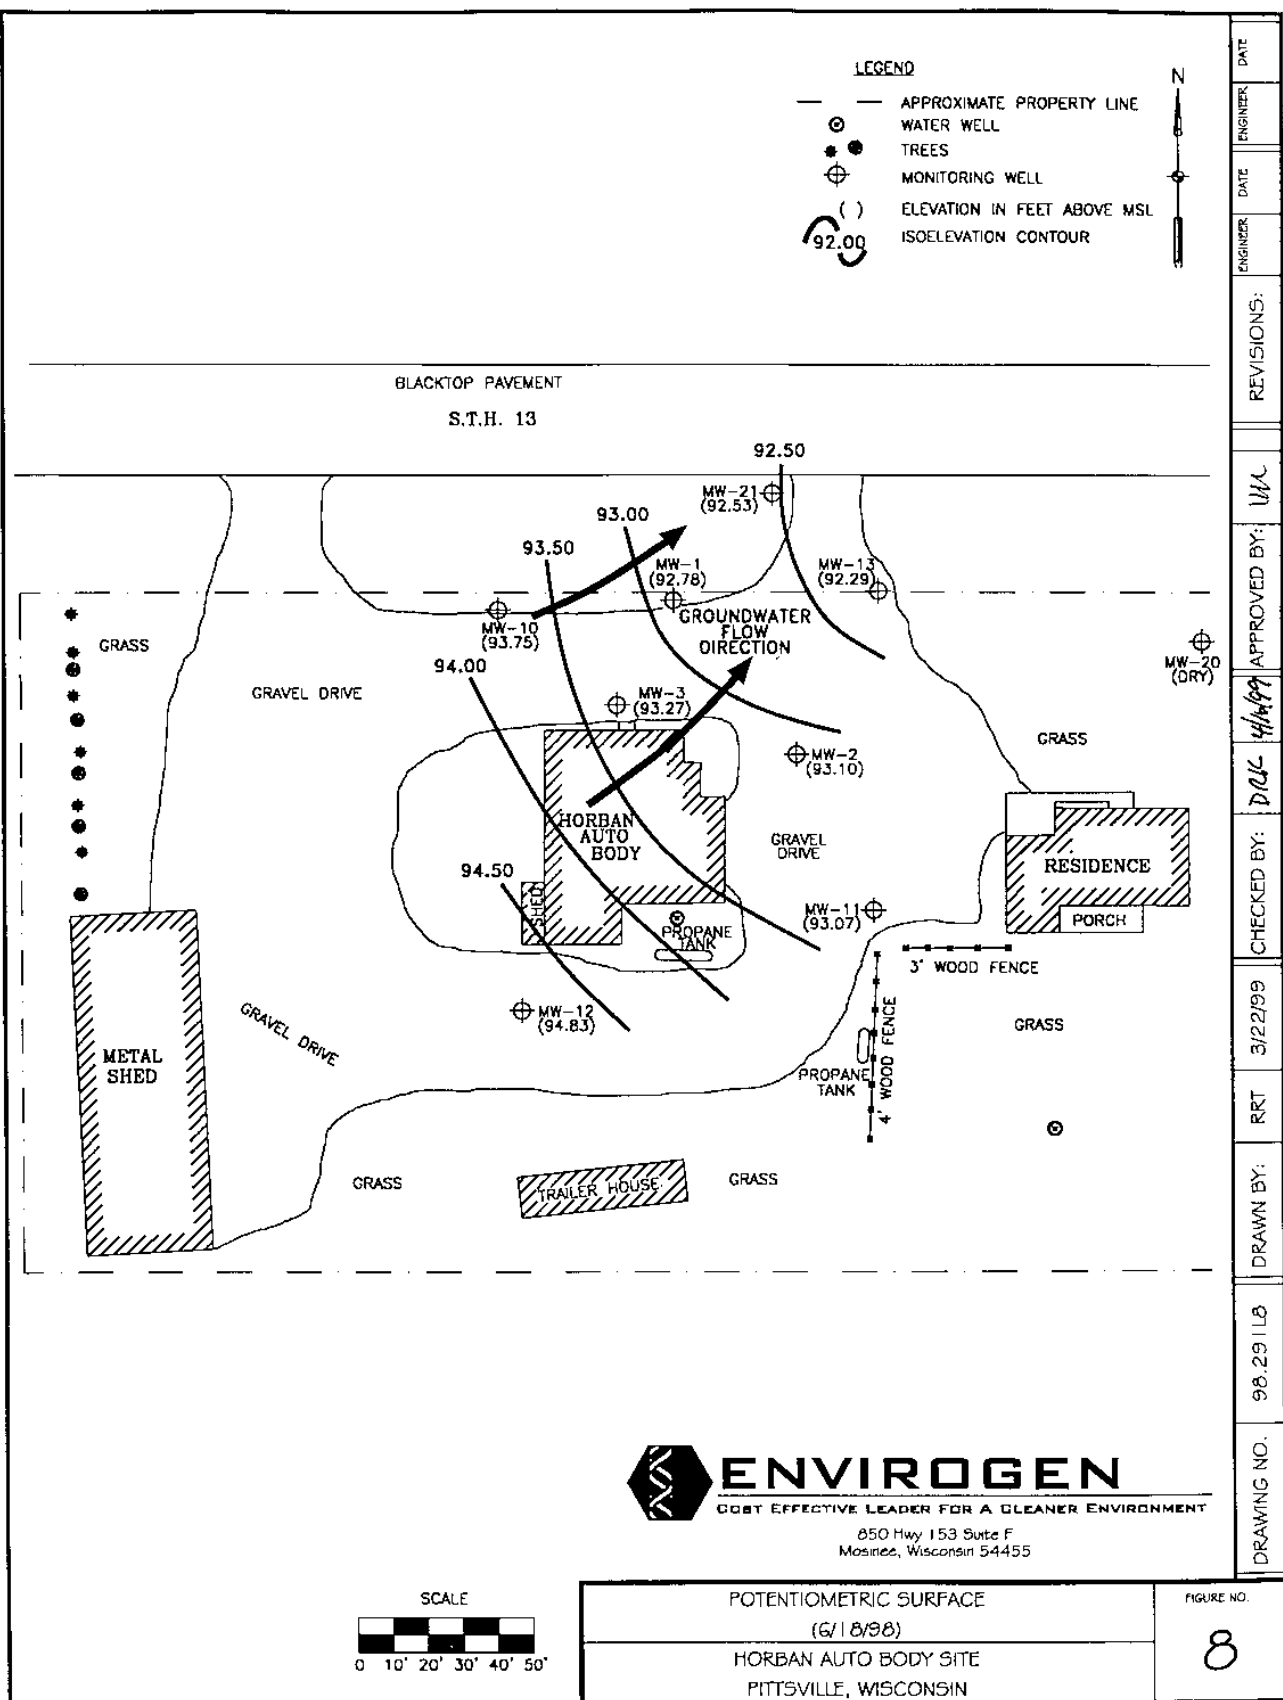 LEGEND
APPROXIMATE PROPERTY LINE
WATER WELL
TREES
MONITORING WELL
( ) ELEVATION IN FEET ABOVE MSL
92.00 ISOELEVATION CONTOUR
N
BLACKTOP PAVEMENT
S.T.H. 13
92.50
MW-21
(92.53)
93.00
93.50
MW-1
(92.78)
MW-13
(92.29)
MW-10
(93.75)
GROUNDWATER
FLOW
DIRECTION
MW-20
(DRY)
GRASS
94.00
GRAVEL DRIVE
MW-3
(93.27)
GRASS
MW-2
(93.10)
HORBAN
AUTO
BODY
GRAVEL
DRIVE
RESIDENCE
94.50
SHED
MW-11
(93.07)
PORCH
PROPANE
TANK
3' WOOD FENCE
MW-12
(94.83)
GRAVEL DRIVE
GRASS
METAL
SHED
PROPANE
TANK
4' WOOD FENCE
GRASS
TRAILER HOUSE
GRASS
ENVIROGEN
COST EFFECTIVE LEADER FOR A CLEANER ENVIRONMENT
850 Hwy 153 Suite F
Mosinee, Wisconsin 54455
SCALE
0 10' 20' 30' 40' 50'
POTENTIOMETRIC SURFACE
(6/18/98)
HORBAN AUTO BODY SITE
PITTSVILLE, WISCONSIN
FIGURE NO.
8
DRAWING NO. 98.291L8
DRAWN BY: RRT 3/22/99
CHECKED BY: DRK
APPROVED BY:
REVISIONS:
ENGINEER DATE
ENGINEER DATE